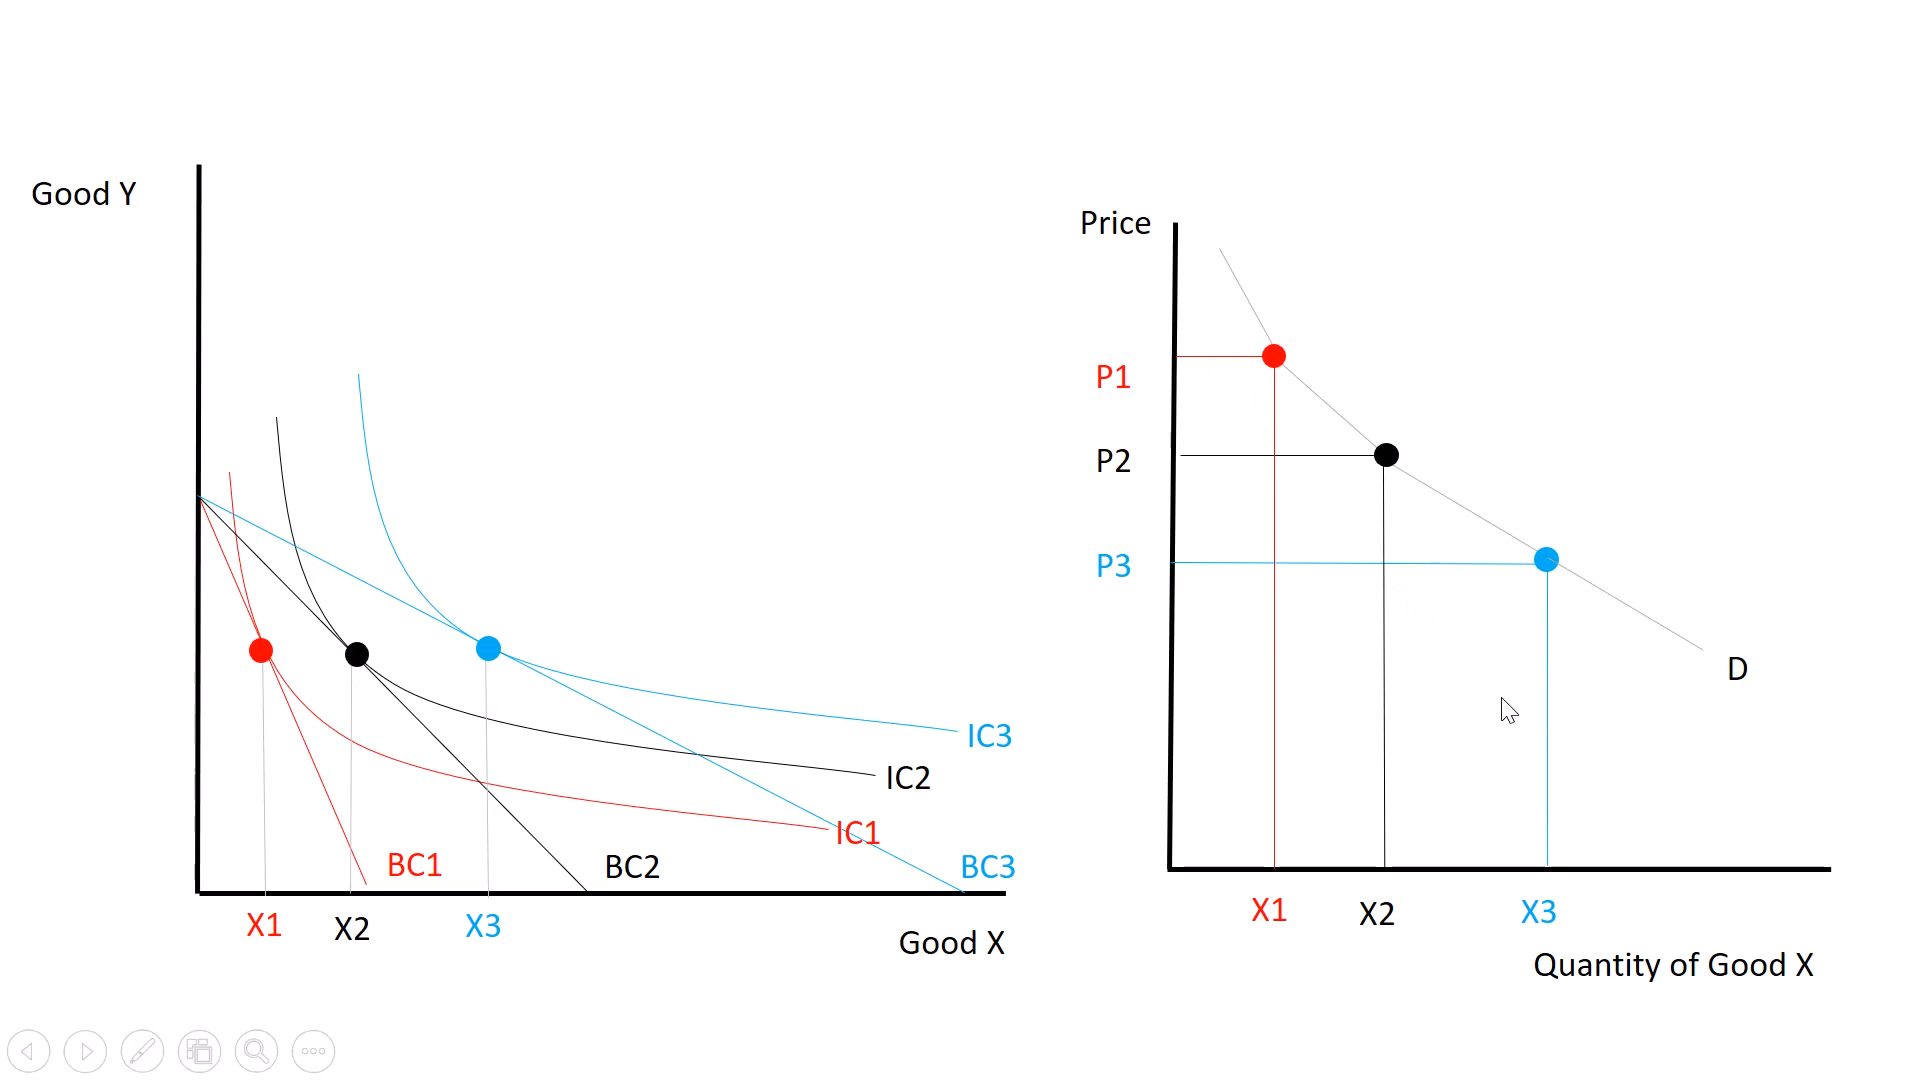 Good Y
IC3
IC2
IC1
BC1
BC2
BC3
X1
X2
X3
Good X
Price
P1
P2
P3
D
X1
X2
X3
Quantity of Good X